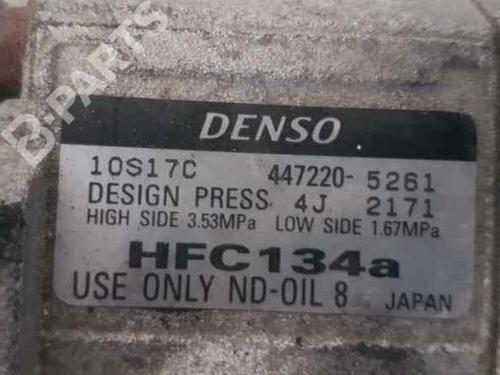 B-PARTS
DENSO
10S17C 447220- 5261
DESIGN PRESS 4J 2171
HIGH SIDE 3.53MPa LOW SIDE 1.67MPa
HFC134a
USE ONLY ND-OIL 8 JAPAN